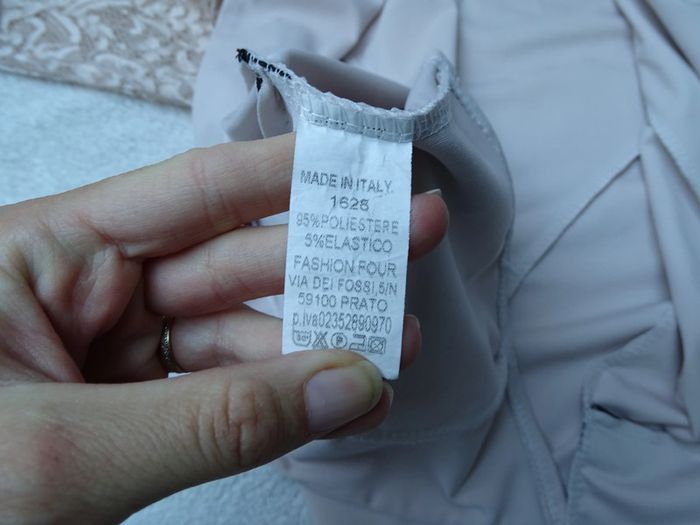 MADE IN ITALY.
1628
95%POLIESTERE
5%ELASTICO
FASHION FOUR
VIA DEI FOSSI,5/N
59100 PRATO
p.iva02352890970